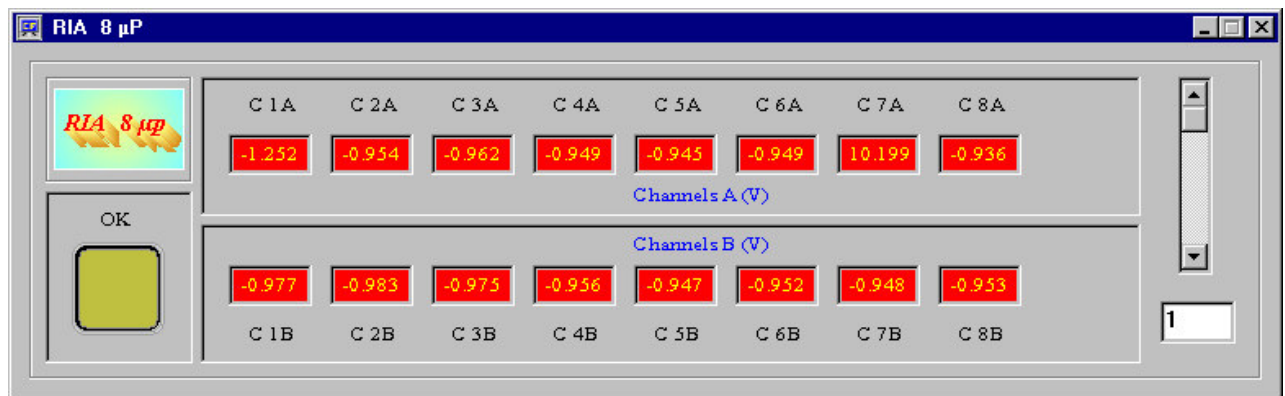 RIA 8 µP
RIA 8 µp
C 1A C 2A C 3A C 4A C 5A C 6A C 7A C 8A
-1.252 -0.954 -0.962 -0.949 -0.945 -0.949 10.199 -0.936
Channels A (V)
OK
Channels B (V)
-0.977 -0.983 -0.975 -0.956 -0.947 -0.952 -0.948 -0.953
C 1B C 2B C 3B C 4B C 5B C 6B C 7B C 8B
1